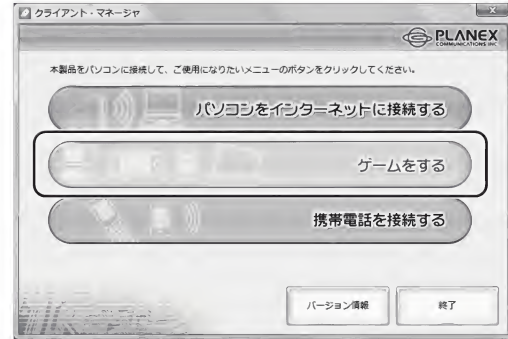 クライアント・マネージャ
PLANEX
COMMUNICATIONS INC
本製品をパソコンに接続して、ご使用になりたいメニューのボタンをクリックしてください。
パソコンをインターネットに接続する
ゲームをする
携帯電話を接続する
バージョン情報
終了